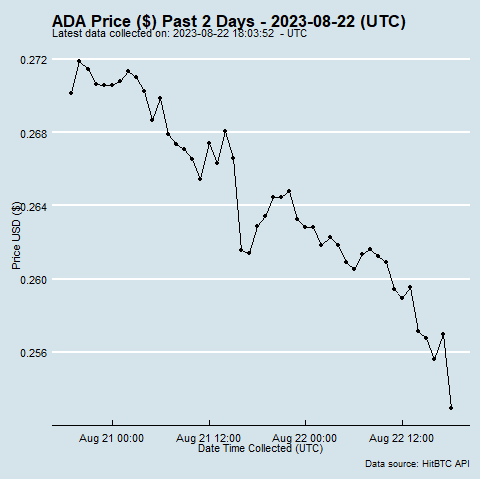 ADA Price ($) Past 2 Days - 2023-08-22 (UTC)
Latest data collected on: 2023-08-22 18:03:52 - UTC
0.272
0.268
0.264
0.260
0.256
Price USD ($)
Aug 21 00:00
Aug 21 12:00
Aug 22 00:00
Aug 22 12:00
Date Time Collected (UTC)
Data source: HitBTC API